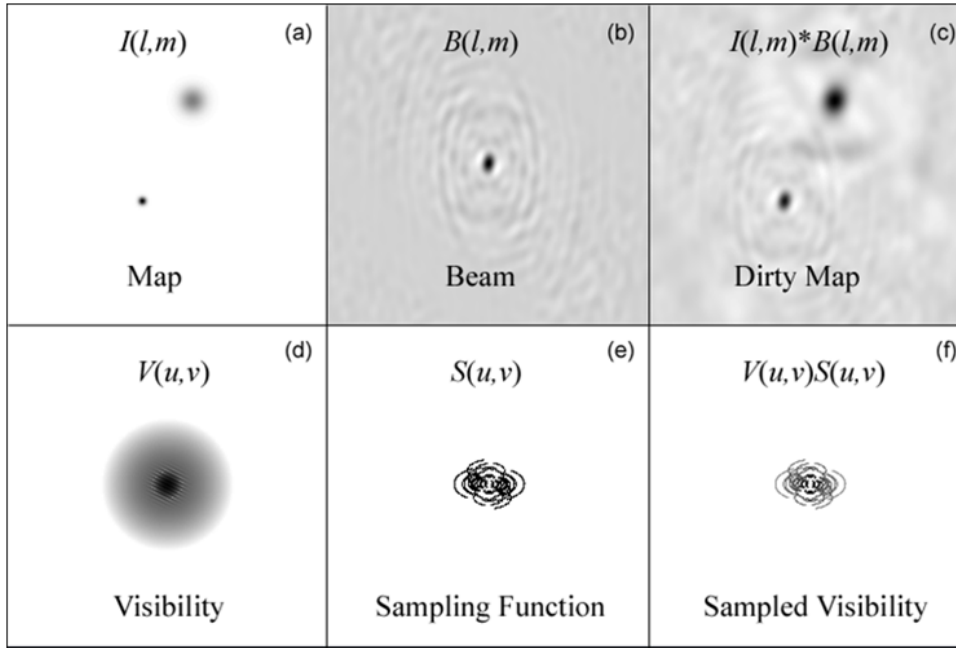 (a)
I(l,m)
Map
(b)
B(l,m)
Beam
(c)
I(l,m)*B(l,m)
Dirty Map
(d)
V(u,v)
Visibility
(e)
S(u,v)
Sampling Function
(f)
V(u,v)S(u,v)
Sampled Visibility